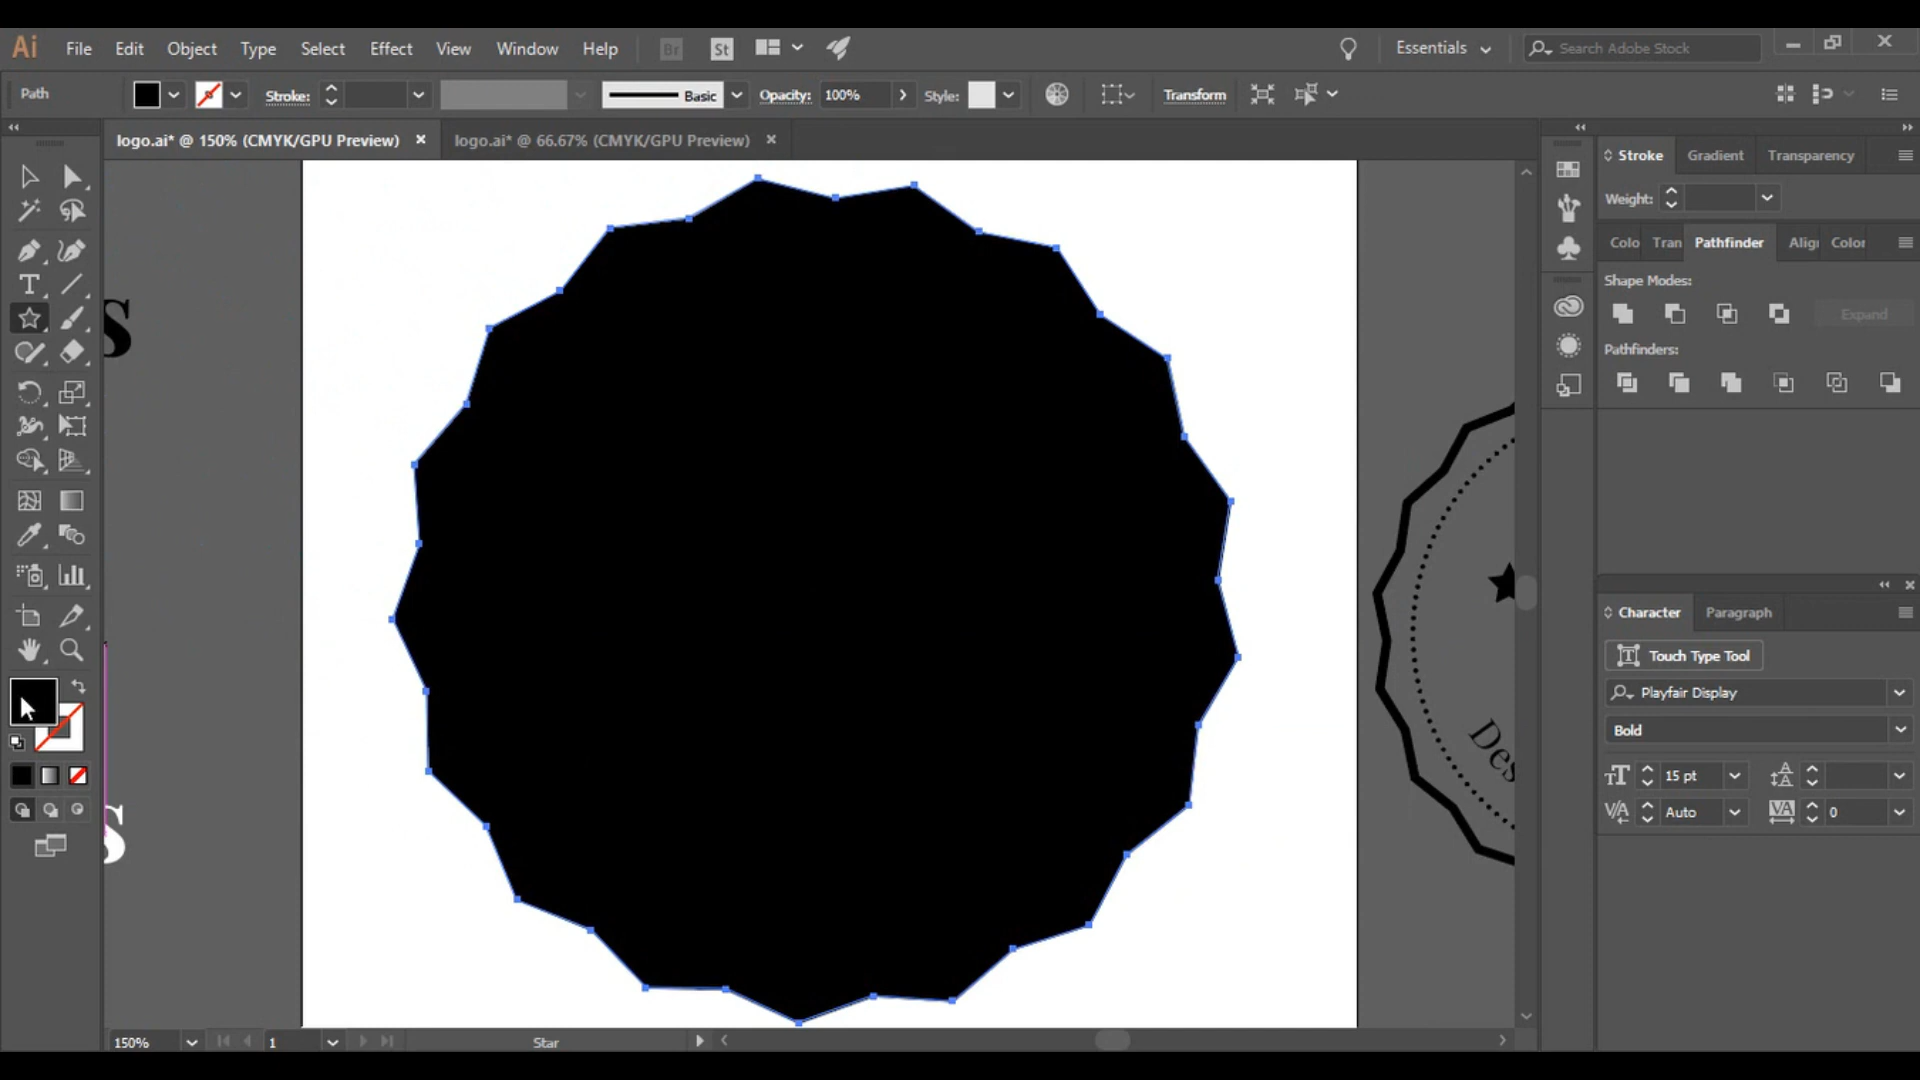 Ai File Edit Object Type Select Effect View Window Help Br St Essentials Search Adobe Stock
Path Stroke: Basic Opacity: 100% Style: Transform
logo.ai* @ 150% (CMYK/GPU Preview) × logo.ai* @ 66.67% (CMYK/GPU Preview) ×
Stroke Gradient Transparency
Weight:
Colo Tran Pathfinder Alig Color
Shape Modes:
Expand
Pathfinders:
S
Character Paragraph
Touch Type Tool
Playfair Display
Bold
15 pt
Auto 0
Des
S
150% 1 Star